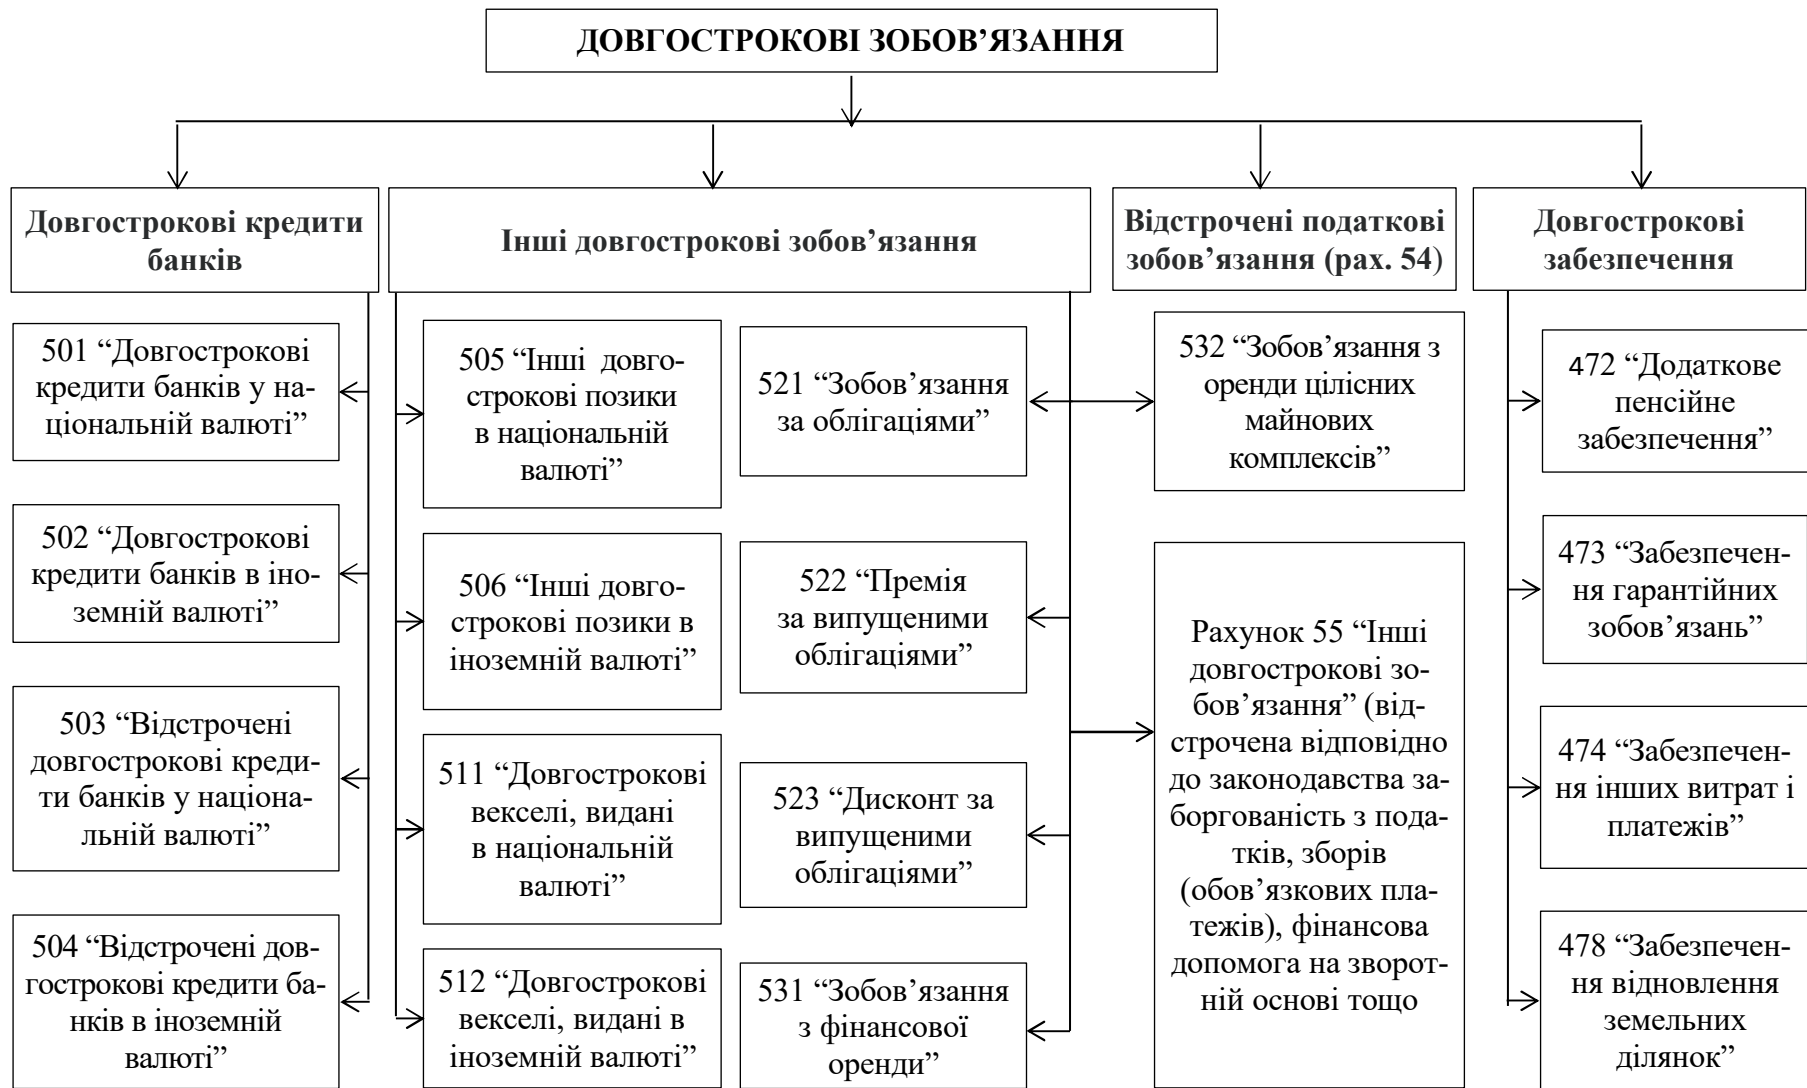 ДОВГОСТРОКОВІ ЗОБОВ’ЯЗАННЯ
Довгострокові кредити
банків
Інші довгострокові зобов’язання
Відстрочені податкові
зобов’язання (рах. 54)
Довгострокові
забезпечення
501 “Довгострокові
кредити банків у на-
ціональній валюті”
502 “Довгострокові
кредити банків в іно-
земній валюті”
503 “Відстрочені
довгострокові креди-
ти банків у націона-
льній валюті”
504 “Відстрочені дов-
гострокові кредити ба-
нків в іноземній
валюті”
505 “Інші  довго-
строкові позики
в національній
валюті”
506 “Інші довго-
строкові позики в
іноземній валюті”
511 “Довгострокові
векселі, видані
в національній
валюті”
512 “Довгострокові
векселі, видані в
іноземній валюті”
521 “Зобов’язання
за облігаціями”
522 “Премія
за випущеними
облігаціями”
523 “Дисконт за
випущеними
облігаціями”
531 “Зобов’язання
з фінансової
оренди”
532 “Зобов’язання з
оренди цілісних
майнових
комплексів”
Рахунок 55 “Інші
довгострокові зо-
бов’язання” (від-
строчена відповідно
до законодавства за-
боргованість з пода-
тків, зборів
(обов’язкових пла-
тежів), фінансова
допомога на зворот-
ній основі тощо
472 “Додаткове
пенсійне
забезпечення”
473 “Забезпечен-
ня гарантійних
зобов’язань”
474 “Забезпечен-
ня інших витрат і
платежів”
478 “Забезпечен-
ня відновлення
земельних
ділянок”